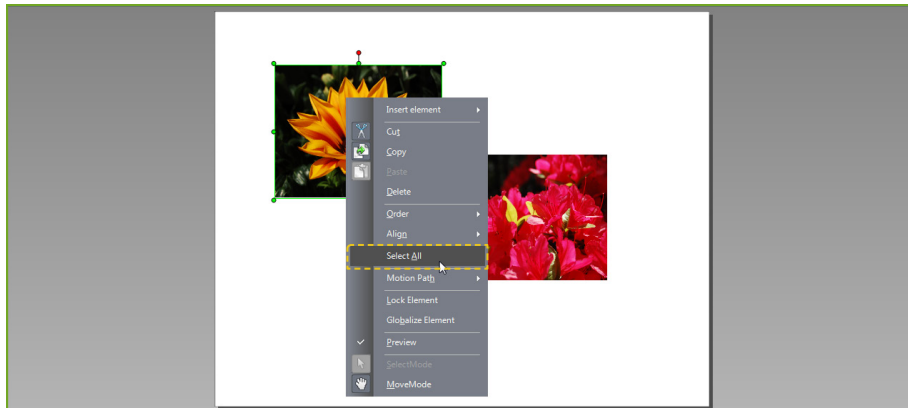 Insert element
Cut
Copy
Paste
Delete
Order
Align
Select All
Motion Path
Lock Element
Globalize Element
Preview
SelectMode
MoveMode